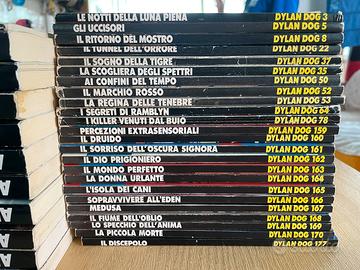 LE NOTTI DELLA LUNA PIENA DYLAN DOG 3
GLI UCCISORI DYLAN DOG 5
IL RITORNO DEL MOSTRO DYLAN DOG 8
IL TUNNEL DELL'ORRORE DYLAN DOG 22
IL SOGNO DELLA TIGRE DYLAN DOG 37
LA SCOGLIERA DEGLI SPETTRI DYLAN DOG 35
AI CONFINI DEL TEMPO DYLAN DOG 50
IL MARCHIO ROSSO DYLAN DOG 52
LA REGINA DELLE TENEBRE DYLAN DOG 53
I SEGRETI DI RAMBLYN DYLAN DOG 64
I KILLER VENUTI DAL BUIO DYLAN DOG 78
PERCEZIONI EXTRASENSORIALI DYLAN DOG 159
IL DRUIDO DYLAN DOG 160
IL SORRISO DELL'OSCURA SIGNORA DYLAN DOG 161
IL DIO PRIGIONIERO DYLAN DOG 162
IL MONDO PERFETTO DYLAN DOG 163
LA DONNA URLANTE DYLAN DOG 164
L'ISOLA DEI CANI DYLAN DOG 165
SOPRAVVIVERE ALL'EDEN DYLAN DOG 166
MEDUSA DYLAN DOG 167
IL FIUME DELL'OBLIO DYLAN DOG 168
LO SPECCHIO DELL'ANIMA DYLAN DOG 169
LA PICCOLA MORTE DYLAN DOG 170
IL DISCEPOLO DYLAN DOG 177